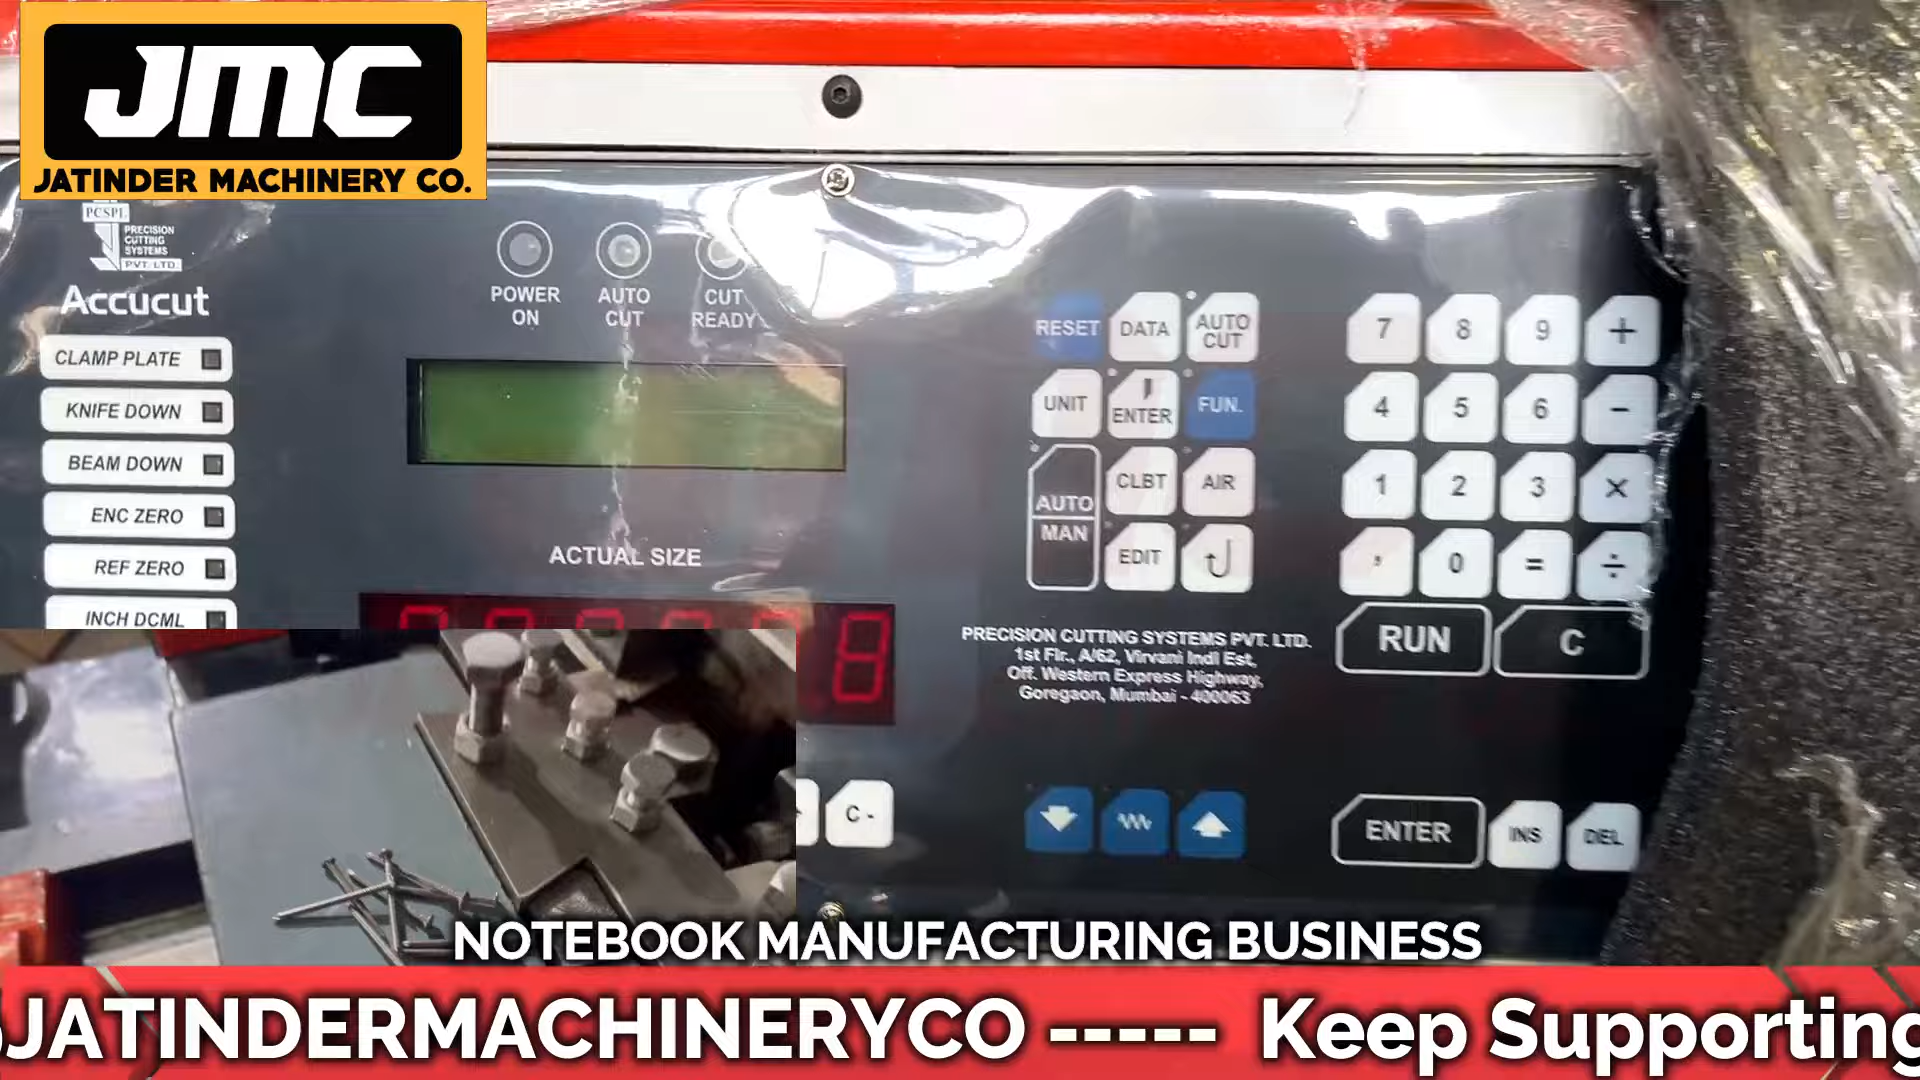 JMC
JATINDER MACHINERY CO.
PCSPL
PRECISION
CUTTING
SYSTEMS
PVT. LTD.
Accucut
CLAMP PLATE
KNIFE DOWN
BEAM DOWN
ENC ZERO
REF ZERO
INCH DCML
POWER
ON
AUTO
CUT
CUT
READY
ACTUAL SIZE
8
RESET DATA AUTO CUT
UNIT ENTER FUN.
AUTO
MAN
CLBT AIR
EDIT
7 8 9 +
4 5 6 -
1 2 3 ×
, 0 = ÷
RUN C
PRECISION CUTTING SYSTEMS PVT. LTD.
1st Flr., A/62, Virvani Indl Est,
Off. Western Express Highway,
Goregaon, Mumbai - 400063
C -
ENTER INS DEL
NOTEBOOK MANUFACTURING BUSINESS
JATINDERMACHINERYCO ----- Keep Supporting